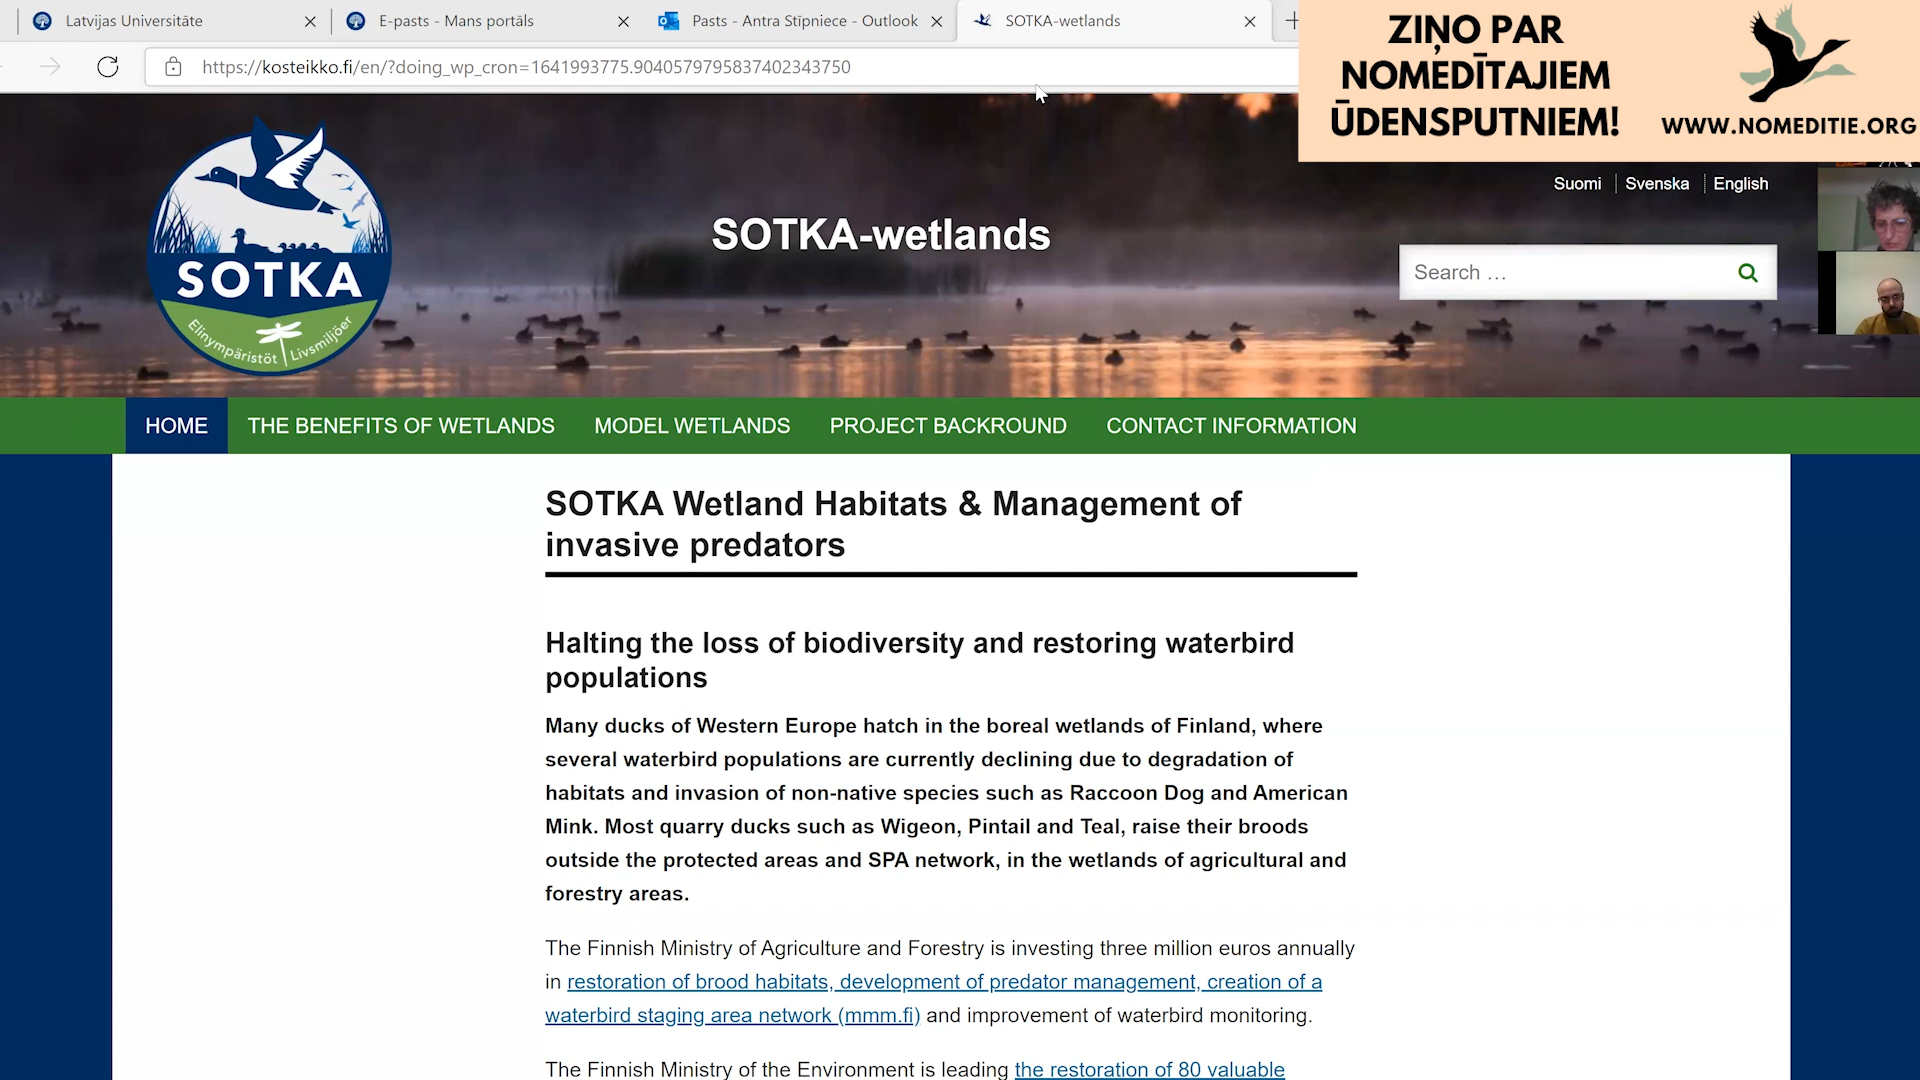 Latvijas Universitāte
E-pasts - Mans portāls
Pasts - Antra Stīpniece - Outlook
SOTKA-wetlands
https://kosteikko.fi/en/?doing_wp_cron=1641993775.9040579795837402343750
ZIŅO PAR
NOMEDĪTAJIEM
ŪDENSPUTNIEM!
WWW.NOMEDITIE.ORG
Suomi
Svenska
English
SOTKA
Elinympäristöt
Livsmiljöer
SOTKA-wetlands
Search …
HOME
THE BENEFITS OF WETLANDS
MODEL WETLANDS
PROJECT BACKROUND
CONTACT INFORMATION
SOTKA Wetland Habitats & Management of
invasive predators
Halting the loss of biodiversity and restoring waterbird
populations
Many ducks of Western Europe hatch in the boreal wetlands of Finland, where
several waterbird populations are currently declining due to degradation of
habitats and invasion of non-native species such as Raccoon Dog and American
Mink. Most quarry ducks such as Wigeon, Pintail and Teal, raise their broods
outside the protected areas and SPA network, in the wetlands of agricultural and
forestry areas.
The Finnish Ministry of Agriculture and Forestry is investing three million euros annually
in restoration of brood habitats, development of predator management, creation of a
waterbird staging area network (mmm.fi) and improvement of waterbird monitoring.
The Finnish Ministry of the Environment is leading the restoration of 80 valuable